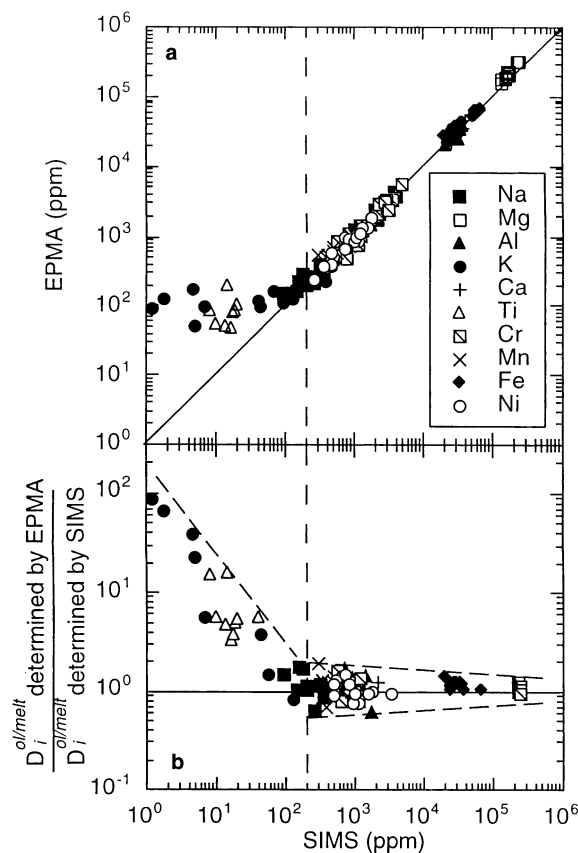 a
10^6
10^5
10^4
10^3
10^2
10^1
10^0
EPMA (ppm)
Na
Mg
Al
K
Ca
Ti
Cr
Mn
Fe
Ni
b
10^2
10^1
10^0
10^-1
D_i^ol/melt determined by EPMA
D_i^ol/melt determined by SIMS
10^0 10^1 10^2 10^3 10^4 10^5 10^6
SIMS (ppm)